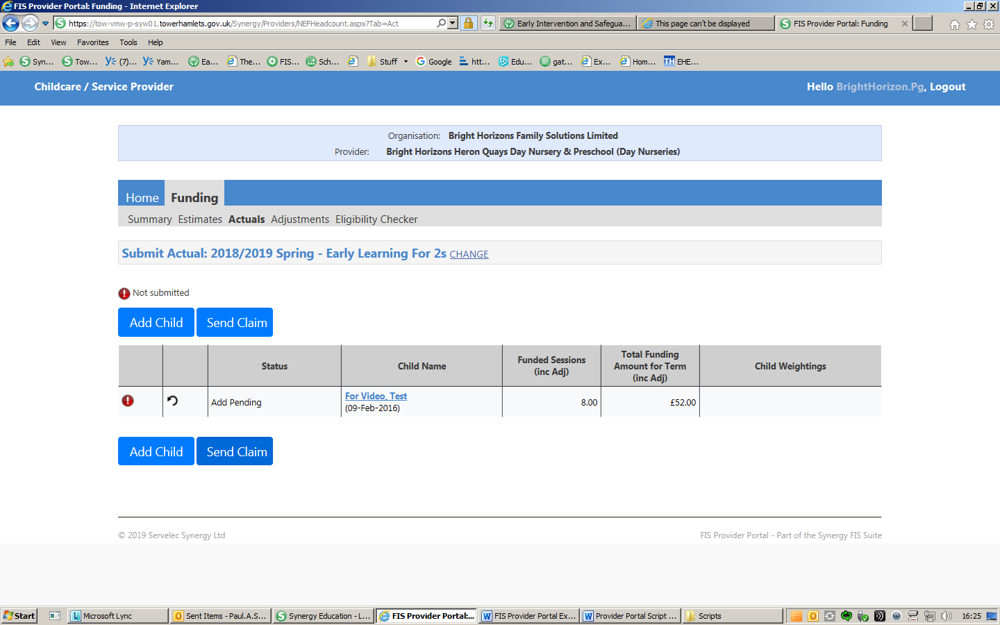 FIS Provider Portal: Funding - Internet Explorer
https://tow-vmw-p-syw01.towerhamlets.gov.uk/Synergy/Providers/NEFHeadcount.aspx?Tab=Act
Early Intervention and Safegua...
This page can't be displayed
FIS Provider Portal: Funding
File Edit View Favorites Tools Help
Syn... Tow... (7)... Yam... Ea... The... FIS... Sch... Stuff Google htt... Edu... gat... Ex... Hom... TH EHE...
Childcare / Service Provider
Hello BrightHorizon.Pg, Logout
Organisation: Bright Horizons Family Solutions Limited
Provider: Bright Horizons Heron Quays Day Nursery & Preschool (Day Nurseries)
Home Funding
Summary Estimates Actuals Adjustments Eligibility Checker
Submit Actual: 2018/2019 Spring - Early Learning For 2s CHANGE
Not submitted
Add Child Send Claim
Status
Child Name
Funded Sessions
(inc Adj)
Total Funding
Amount for Term
(inc Adj)
Child Weightings
Add Pending
For Video, Test
(09-Feb-2016)
8.00
£52.00
Add Child Send Claim
© 2019 Servelec Synergy Ltd
FIS Provider Portal - Part of the Synergy FIS Suite
Start
Microsoft Lync
Sent Items - Paul.A.S...
Synergy Education - L...
FIS Provider Portal:...
FIS Provider Portal Ex...
Provider Portal Script ...
Scripts
16:25